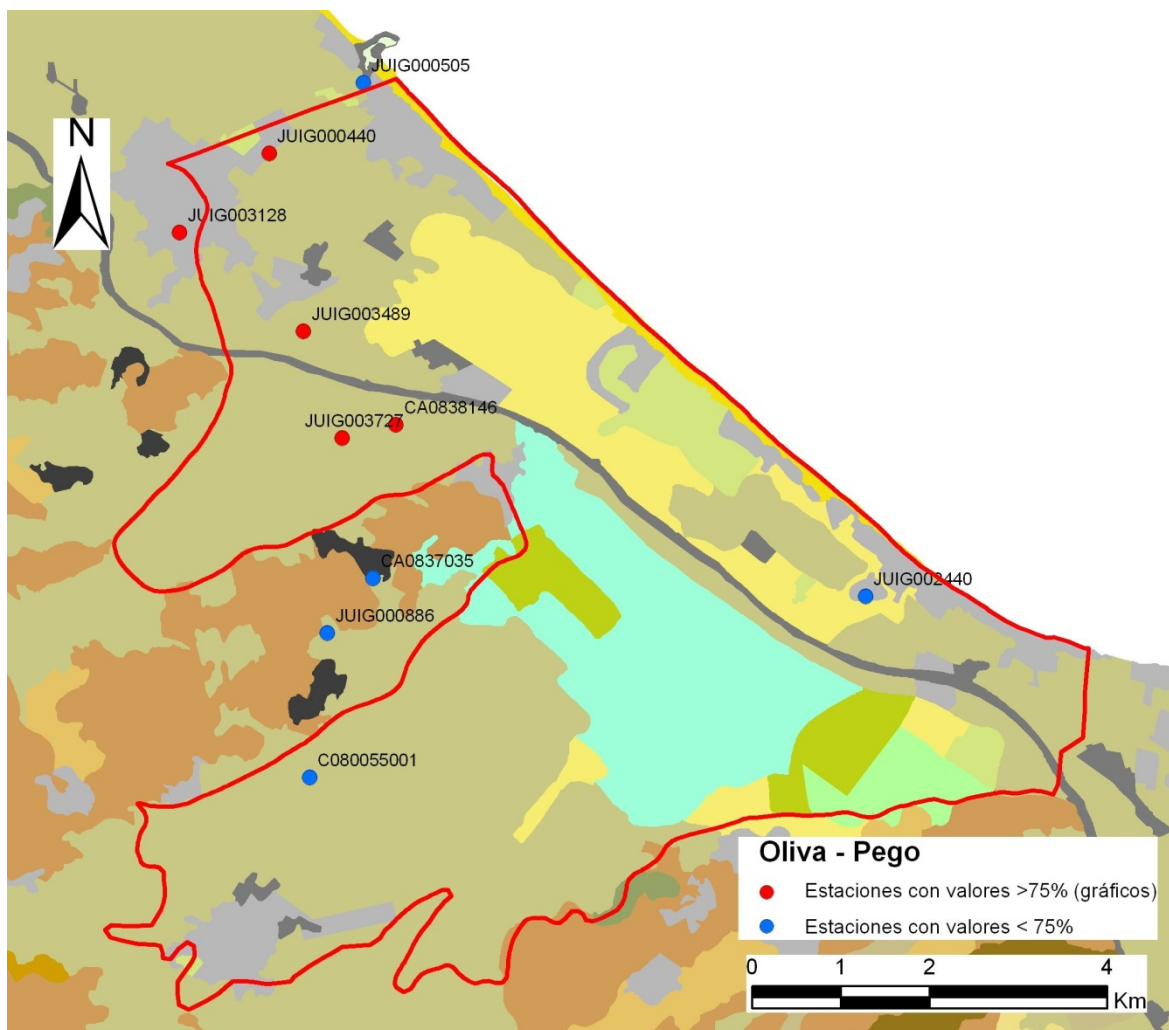 JUIG000505
N
JUIG000440
JUIG003128
JUIG003489
CA0838146
JUIG003727
CA0837035
JUIG002440
JUIG000886
C080055001
Oliva - Pego
Estaciones con valores >75% (gráficos)
Estaciones con valores < 75%
0 1 2 4
Km